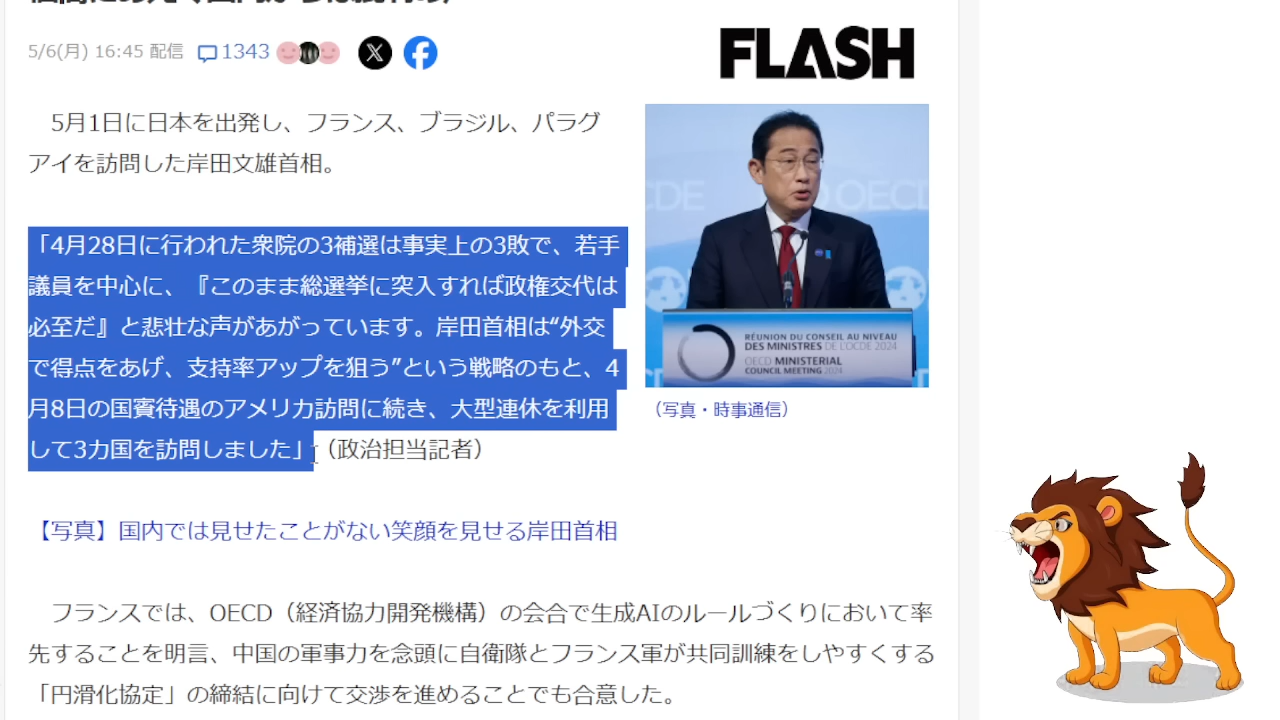 5/6(月) 16:45 配信 1343
FLASH
5月1日に日本を出発し、フランス、ブラジル、パラグ
アイを訪問した岸田文雄首相。
「4月28日に行われた衆院の3補選は事実上の3敗で、若手
議員を中心に、『このまま総選挙に突入すれば政権交代は
必至だ』と悲壮な声があがっています。岸田首相は“外交
で得点をあげ、支持率アップを狙う”という戦略のもと、4
月8日の国賓待遇のアメリカ訪問に続き、大型連休を利用
して3カ国を訪問しました」（政治担当記者）
OECD
RÉUNION DU CONSEIL AU NIVEAU
DES MINISTRES DE L'OCDE 2024
OECD MINISTERIAL
COUNCIL MEETING 2024
（写真・時事通信）
【写真】国内では見せたことがない笑顔を見せる岸田首相
フランスでは、OECD（経済協力開発機構）の会合で生成AIのルールづくりにおいて率
先することを明言、中国の軍事力を念頭に自衛隊とフランス軍が共同訓練をしやすくする
「円滑化協定」の締結に向けて交渉を進めることでも合意した。